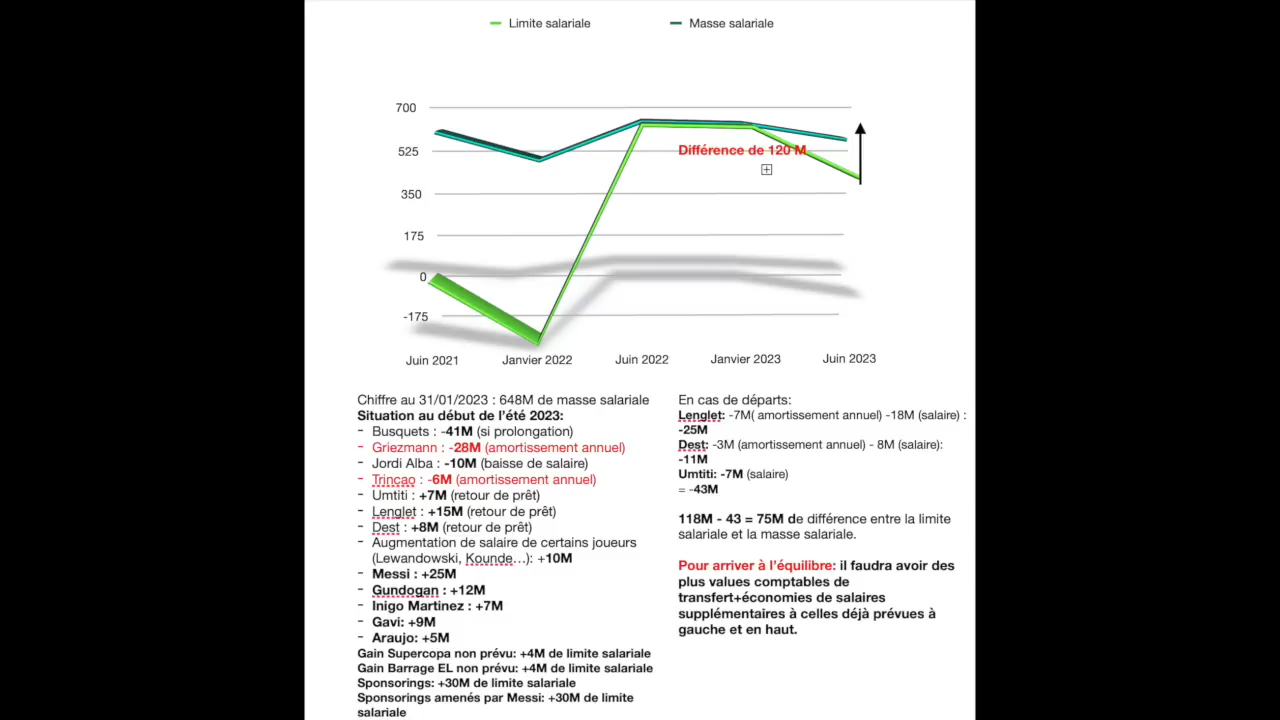 Limite salariale
Masse salariale
700
525
350
175
0
-175
Différence de 120 M
Juin 2021
Janvier 2022
Juin 2022
Janvier 2023
Juin 2023
Chiffre au 31/01/2023 : 648M de masse salariale
Situation au début de l'été 2023:
- Busquets : -41M (si prolongation)
- Griezmann : -28M (amortissement annuel)
- Jordi Alba : -10M (baisse de salaire)
- Trincao : -6M (amortissement annuel)
- Umtiti : +7M (retour de prêt)
- Lenglet : +15M (retour de prêt)
- Dest : +8M (retour de prêt)
- Augmentation de salaire de certains joueurs
(Lewandowski, Kounde…): +10M
- Messi : +25M
- Gundogan : +12M
- Inigo Martinez : +7M
- Gavi: +9M
- Araujo: +5M
Gain Supercopa non prévu: +4M de limite salariale
Gain Barrage EL non prévu: +4M de limite salariale
Sponsorings: +30M de limite salariale
Sponsorings amenés par Messi: +30M de limite
salariale
En cas de départs:
Lenglet: -7M( amortissement annuel) -18M (salaire) :
-25M
Dest: -3M (amortissement annuel) - 8M (salaire):
-11M
Umtiti: -7M (salaire)
= -43M
118M - 43 = 75M de différence entre la limite
salariale et la masse salariale.
Pour arriver à l'équilibre: il faudra avoir des
plus values comptables de
transfert+économies de salaires
supplémentaires à celles déjà prévues à
gauche et en haut.